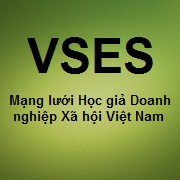 VSES
Mạng lưới Học giả Doanh
nghiệp Xã hội Việt Nam